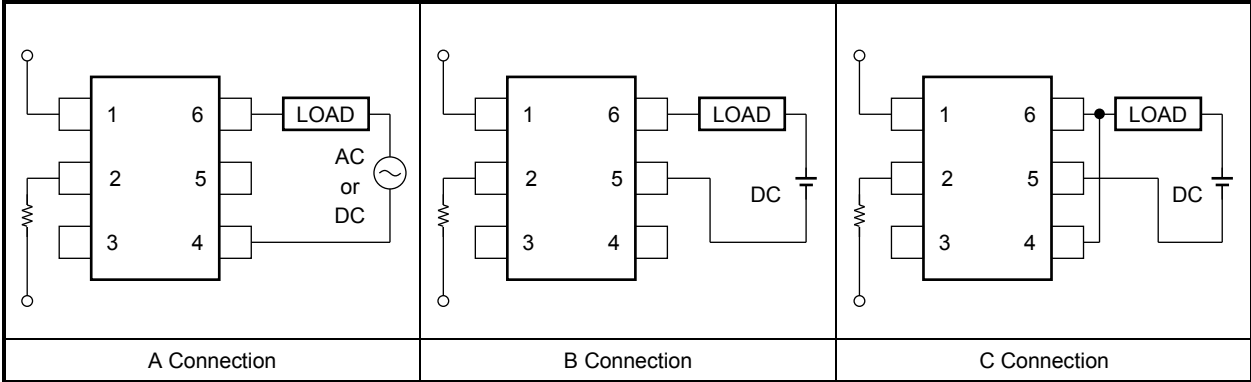 1 6 LOAD
2 5
3 4
AC
or
DC
A Connection
1 6 LOAD
2 5
3 4
DC
B Connection
1 6 LOAD
2 5
3 4
DC
C Connection